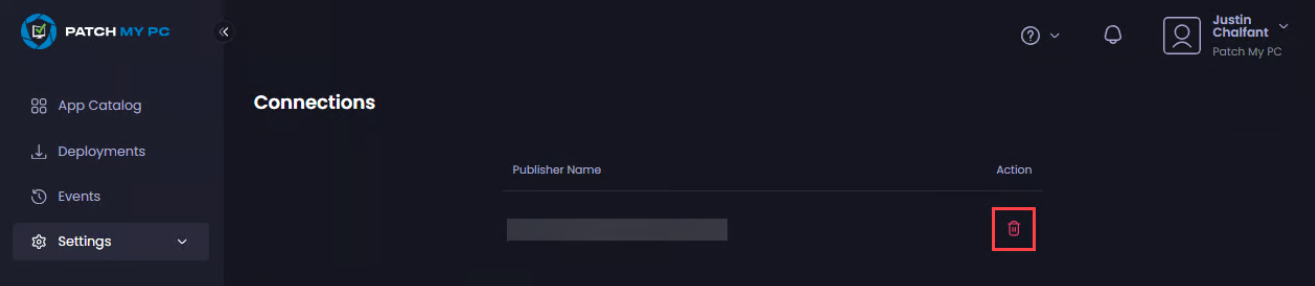 PATCH MY PC
Justin
Chalfant
Patch My PC
App Catalog
Deployments
Events
Settings
Connections
Publisher Name
Action